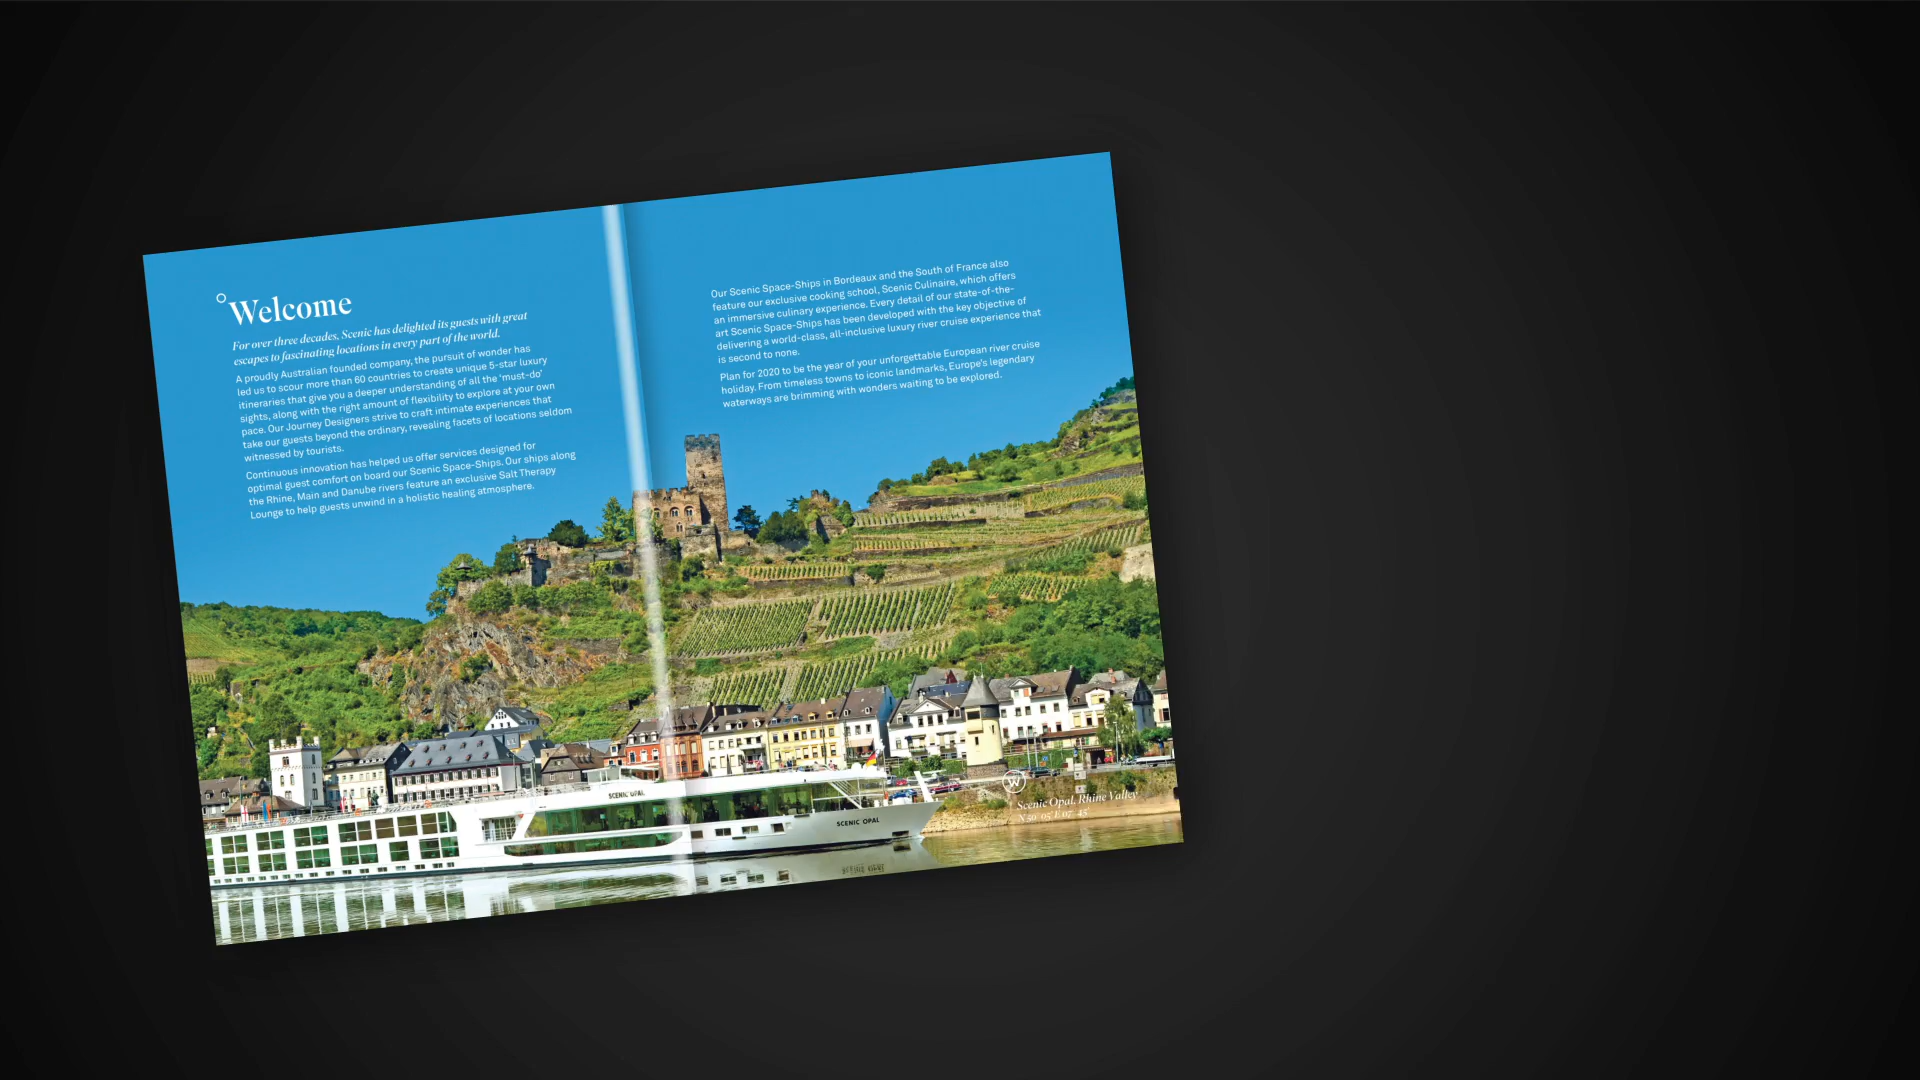 °Welcome
For over three decades, Scenic has delighted its guests with great
escapes to fascinating locations in every part of the world.
A proudly Australian founded company, the pursuit of wonder has
led us to scour more than 60 countries to create unique 5-star luxury
itineraries that give you a deeper understanding of all the ‘must-do’
sights, along with the right amount of flexibility to explore at your own
pace. Our Journey Designers strive to craft intimate experiences that
take our guests beyond the ordinary, revealing facets of locations seldom
witnessed by tourists.
Continuous innovation has helped us offer services designed for
optimal guest comfort on board our Scenic Space-Ships. Our ships along
the Rhine, Main and Danube rivers feature an exclusive Salt Therapy
Lounge to help guests unwind in a holistic healing atmosphere.
Our Scenic Space-Ships in Bordeaux and the South of France also
feature our exclusive cooking school, Scenic Culinaire, which offers
an immersive culinary experience. Every detail of our state-of-the-
art Scenic Space-Ships has been developed with the key objective of
delivering a world-class, all-inclusive luxury river cruise experience that
is second to none.
Plan for 2020 to be the year of your unforgettable European river cruise
holiday. From timeless towns to iconic landmarks, Europe's legendary
waterways are brimming with wonders waiting to be explored.
SCENIC OPAL
SCENIC OPAL
W
Scenic Opal, Rhine Valley
N 50° 05' E 07° 45'